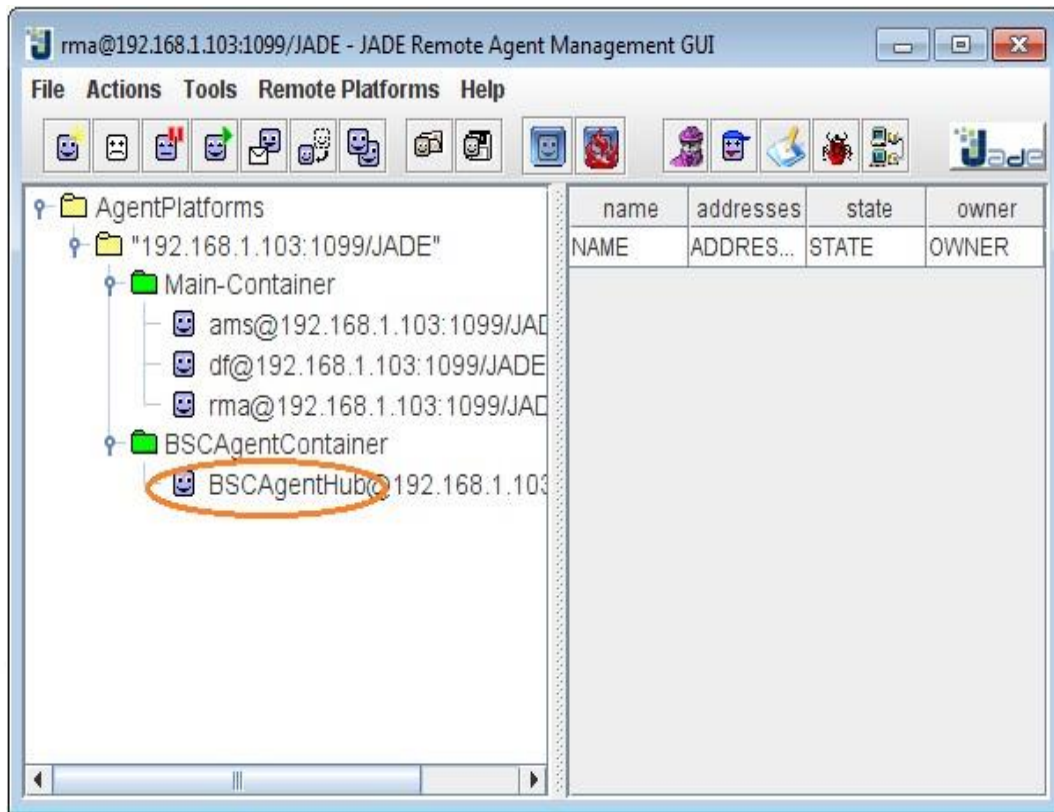 rma@192.168.1.103:1099/JADE - JADE Remote Agent Management GUI
File Actions Tools Remote Platforms Help
Jade
AgentPlatforms
"192.168.1.103:1099/JADE"
Main-Container
ams@192.168.1.103:1099/JAD
df@192.168.1.103:1099/JADE
rma@192.168.1.103:1099/JAD
BSCAgentContainer
BSCAgentHub@192.168.1.103
name addresses state owner
NAME ADDRES... STATE OWNER